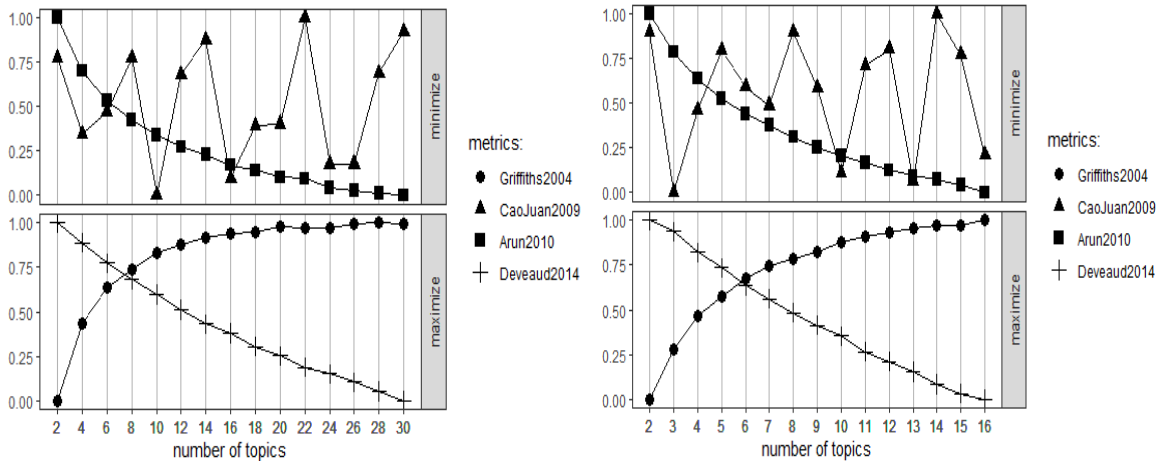 1.00
0.75
0.50
0.25
0.00
minimize
1.00
0.75
0.50
0.25
0.00
maximize
2 4 6 8 10 12 14 16 18 20 22 24 26 28 30
number of topics
metrics:
Griffiths2004
CaoJuan2009
Arun2010
Deveaud2014
1.00
0.75
0.50
0.25
0.00
minimize
1.00
0.75
0.50
0.25
0.00
maximize
2 3 4 5 6 7 8 9 10 11 12 13 14 15 16
number of topics
metrics:
Griffiths2004
CaoJuan2009
Arun2010
Deveaud2014